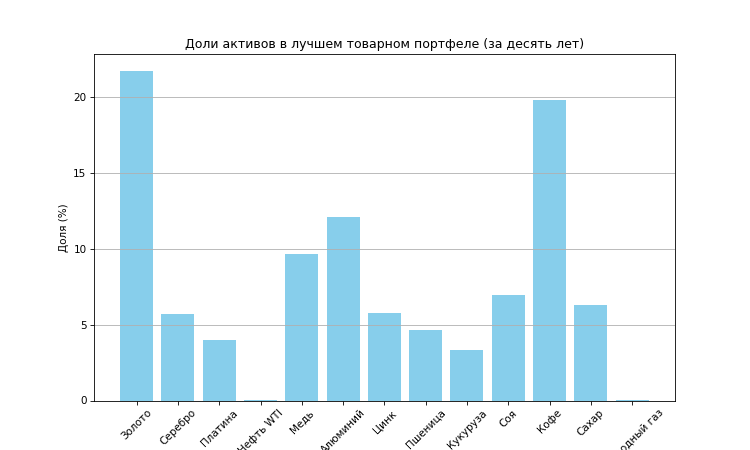 Доли активов в лучшем товарном портфеле (за десять лет)
Доля (%)
20
15
10
5
0
Золото
Серебро
Платина
Нефть WTI
Медь
Алюминий
Цинк
Пшеница
Кукуруза
Соя
Кофе
Сахар
газ